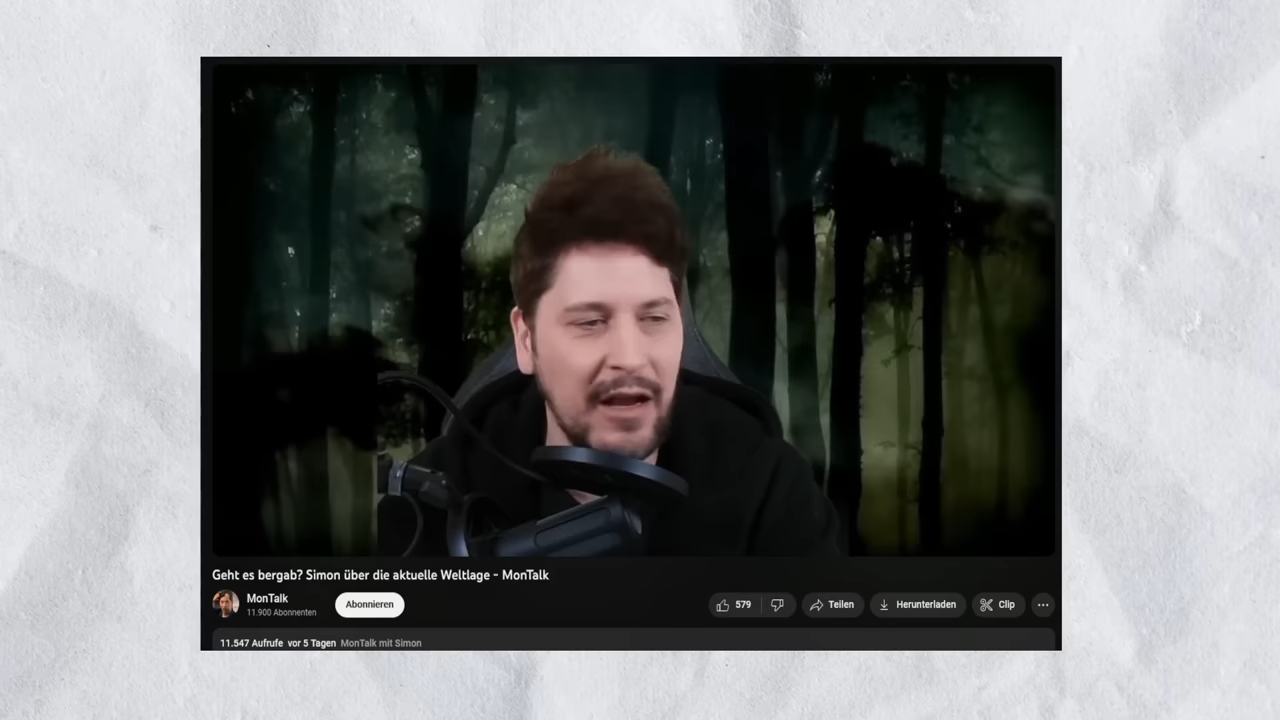 Geht es bergab? Simon über die aktuelle Weltlage - MonTalk
MonTalk
11.900 Abonnenten
Abonnieren
579
Teilen
Herunterladen
Clip
11.547 Aufrufe vor 5 Tagen MonTalk mit Simon